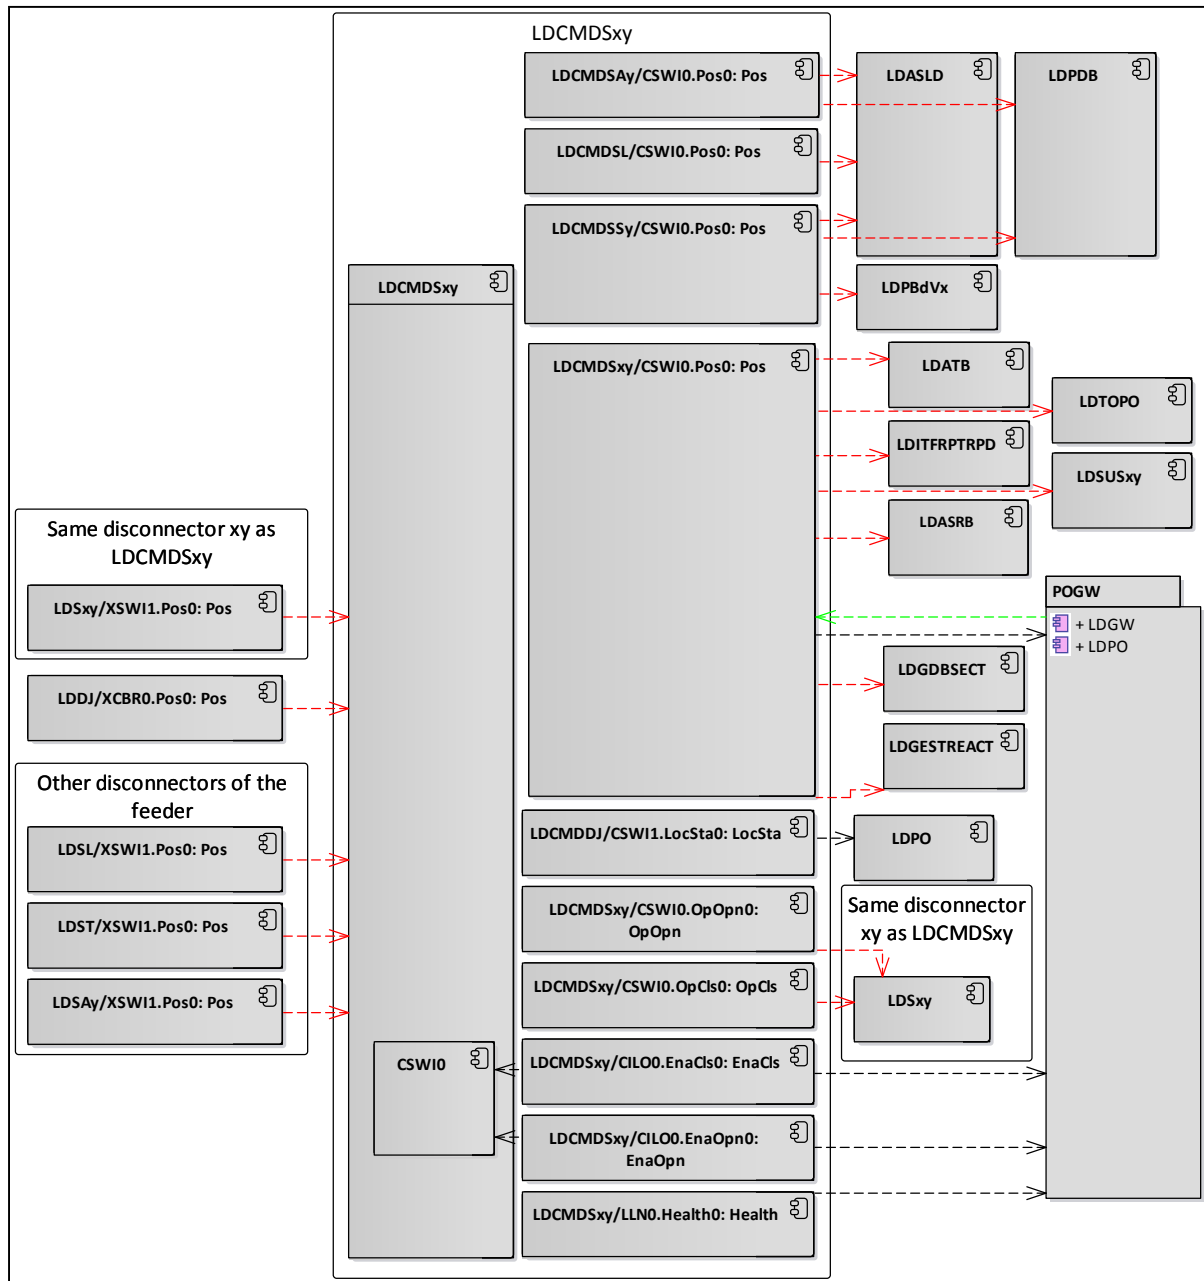 LDCMDSxy
LDCMDSAy/CSWI0.Pos0: Pos
LDASLD
LDPDB
LDCMDSL/CSWI0.Pos0: Pos
LDCMDSSy/CSWI0.Pos0: Pos
LDCMDSxy
LDPBdVx
LDCMDSxy/CSWI0.Pos0: Pos
LDATB
LDTOPO
LDITFRPTRPD
LDSUSxy
LDASRB
Same disconnector xy as
LDCMDSxy
LDSxy/XSWI1.Pos0: Pos
POGW
+ LDGW
+ LDPO
LDGDBSECT
LDDJ/XCBR0.Pos0: Pos
LDGESTREACT
Other disconnectors of the
feeder
LDSL/XSWI1.Pos0: Pos
LDST/XSWI1.Pos0: Pos
LDSAy/XSWI1.Pos0: Pos
LDCMDDJ/CSWI1.LocSta0: LocSta
LDPO
LDCMDSxy/CSWI0.OpOpn0:
OpOpn
Same disconnector
xy as LDCMDSxy
LDCMDSxy/CSWI0.OpCls0: OpCls
LDSxy
CSWI0
LDCMDSxy/CILO0.EnaCls0: EnaCls
LDCMDSxy/CILO0.EnaOpn0:
EnaOpn
LDCMDSxy/LLN0.Health0: Health